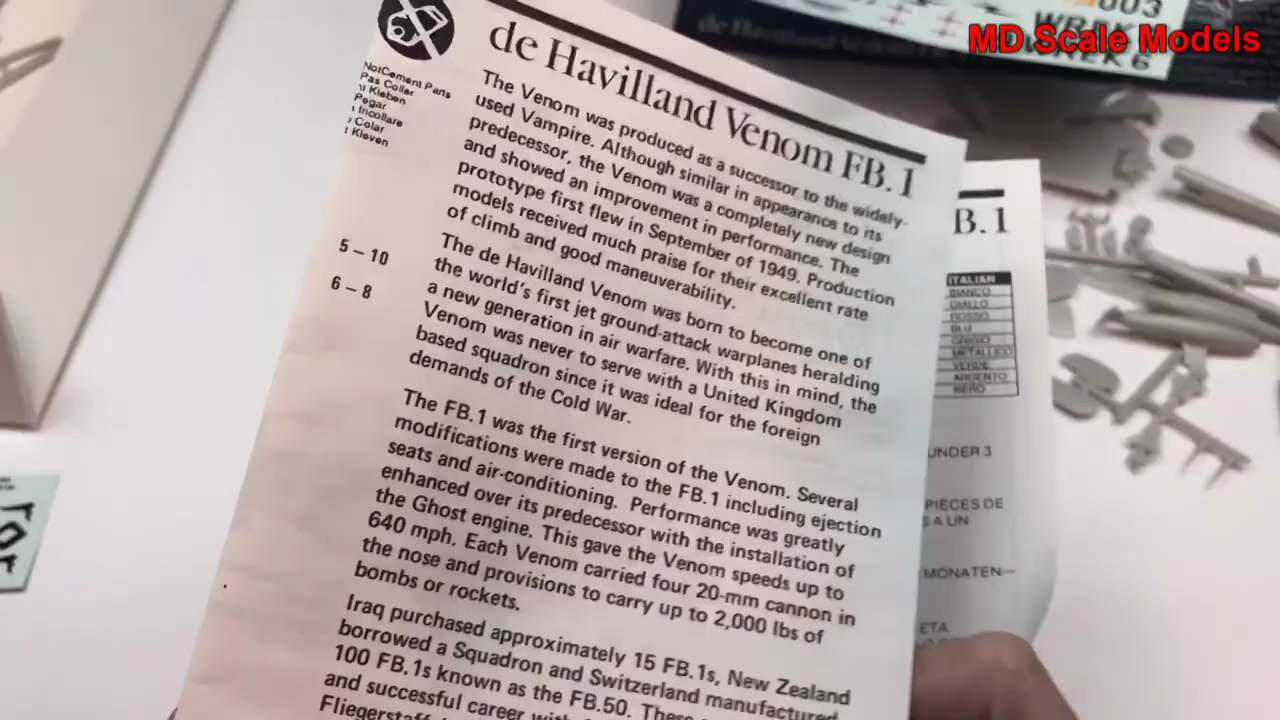 003
WR
NEK 6
MD Scale Models
de Havilland Venom FB.1
NotCement Parts
Pas Coller
Kleben
Pegar
Incollare
Colar
Kleven
5 – 10
6 – 8
The Venom was produced as a successor to the widely-
used Vampire. Although similar in appearance to its
predecessor, the Venom was a completely new design
and showed an improvement in performance. The
prototype first flew in September of 1949. Production
models received much praise for their excellent rate
of climb and good maneuverability.
The de Havilland Venom was born to become one of
the world's first jet ground-attack warplanes heralding
a new generation in air warfare. With this in mind, the
Venom was never to serve with a United Kingdom
based squadron since it was ideal for the foreign
demands of the Cold War.
The FB.1 was the first version of the Venom. Several
modifications were made to the FB.1 including ejection
seats and air-conditioning. Performance was greatly
enhanced over its predecessor with the installation of
the Ghost engine. This gave the Venom speeds up to
640 mph. Each Venom carried four 20-mm cannon in
the nose and provisions to carry up to 2,000 lbs of
bombs or rockets.
Iraq purchased approximately 15 FB.1s, New Zealand
borrowed a Squadron and Switzerland manufactured
100 FB.1s known as the FB.50. These
and successful career with
B.1
ITALIAN
BIANCO
GIALLO
ROSSO
BLU
GRIGIO
METALLICO
VERDE
ARGENTO
NERO
UNDER 3
PIECES DE
S A UN
MONATEN—
ETA